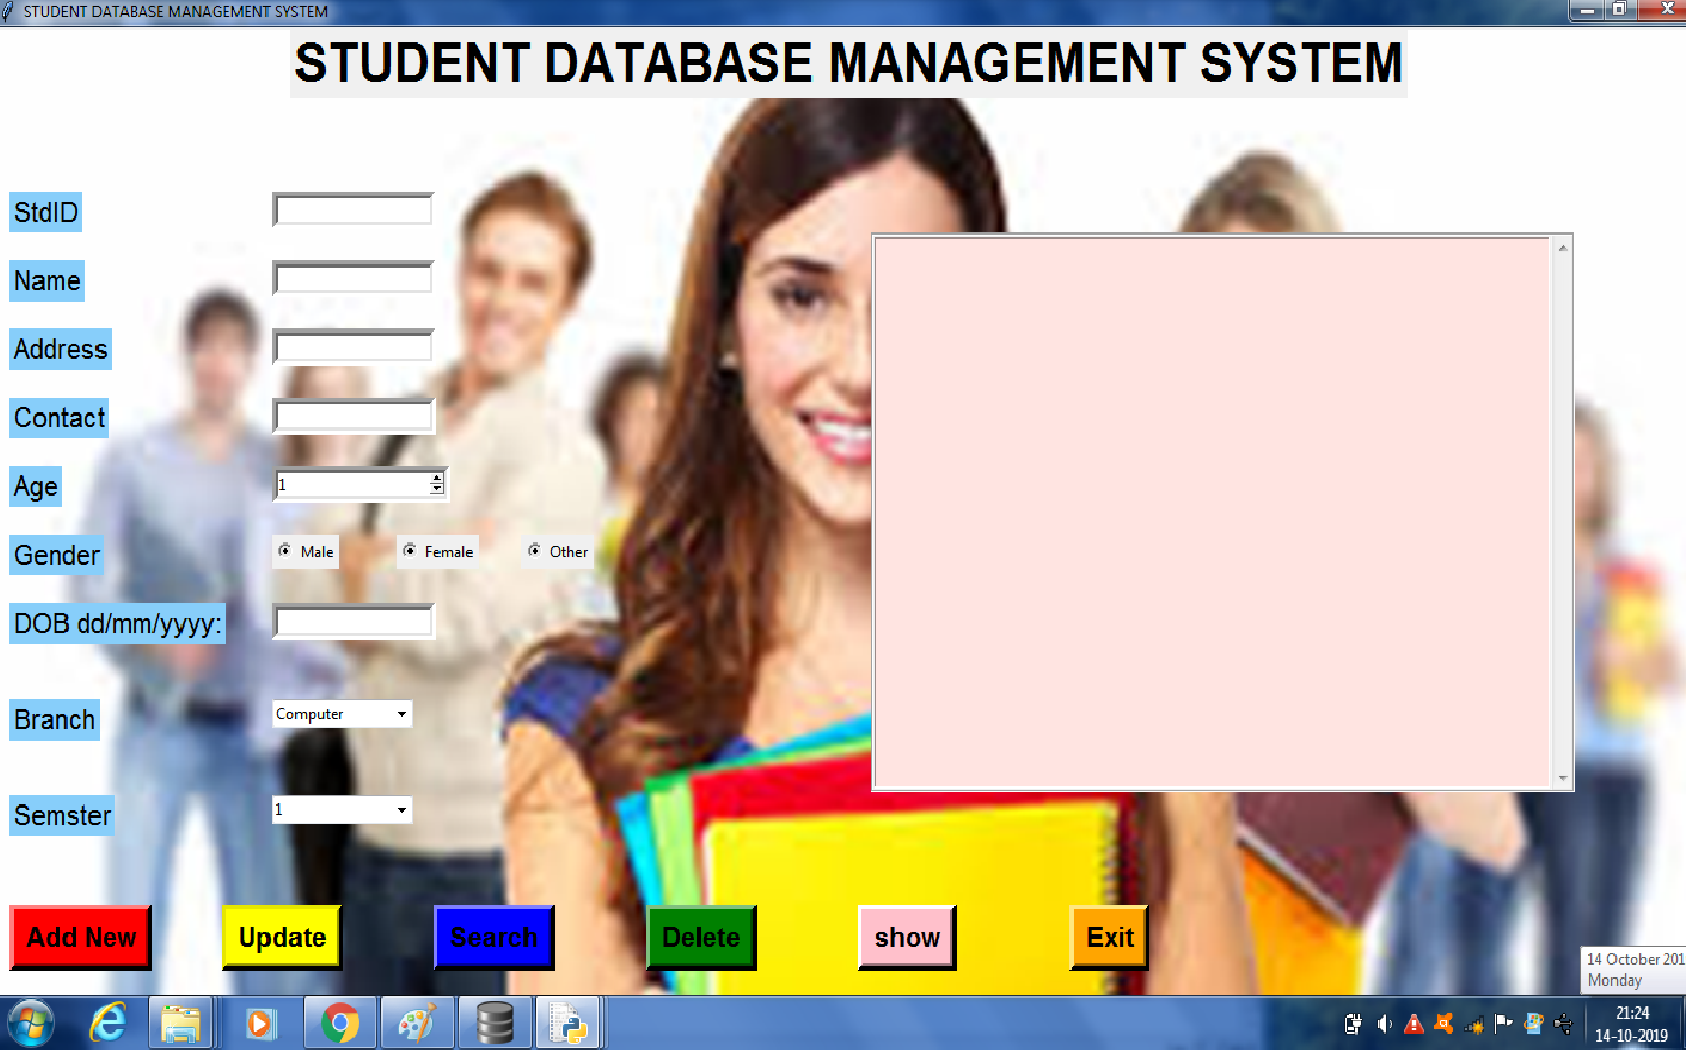 STUDENT DATABASE MANAGEMENT SYSTEM
STUDENT DATABASE MANAGEMENT SYSTEM
StdID
Name
Address
Contact
Age 1
Gender Male Female Other
DOB dd/mm/yyyy:
Branch Computer
Semster 1
Add New Update Search Delete show Exit
14 October 201
Monday
21:24
14-10-2019